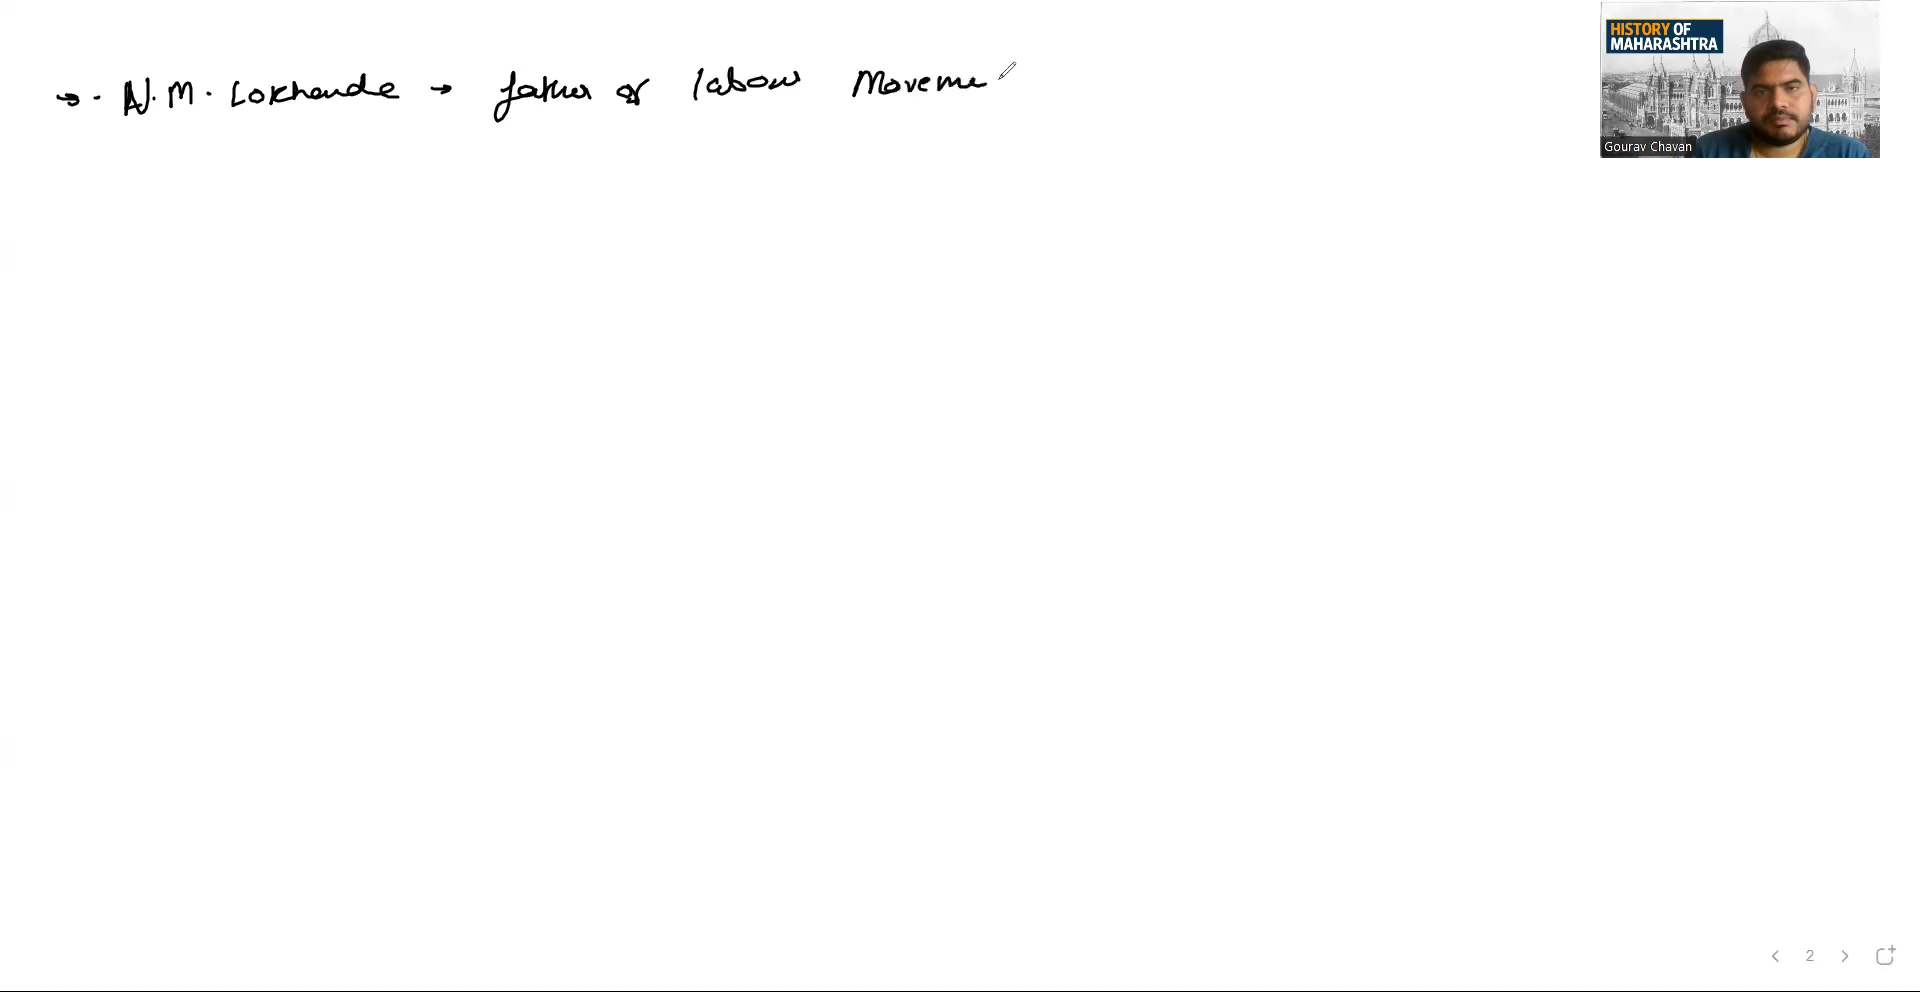 → · N. M. Lokhande → father of labour Moveme
HISTORY OF
MAHARASHTRA
Gourav Chavan
2